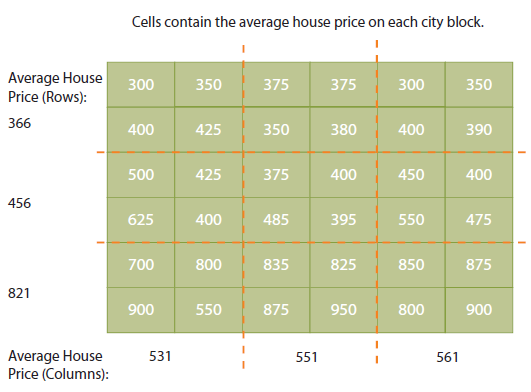 Cells contain the average house price on each city block.
Average House
Price (Rows):
300 350 375 375 300 350
366
400 425 350 380 400 390
500 425 375 400 450 400
456
625 400 485 395 550 475
700 800 835 825 850 875
821
900 550 875 950 800 900
Average House
Price (Columns):
531 551 561